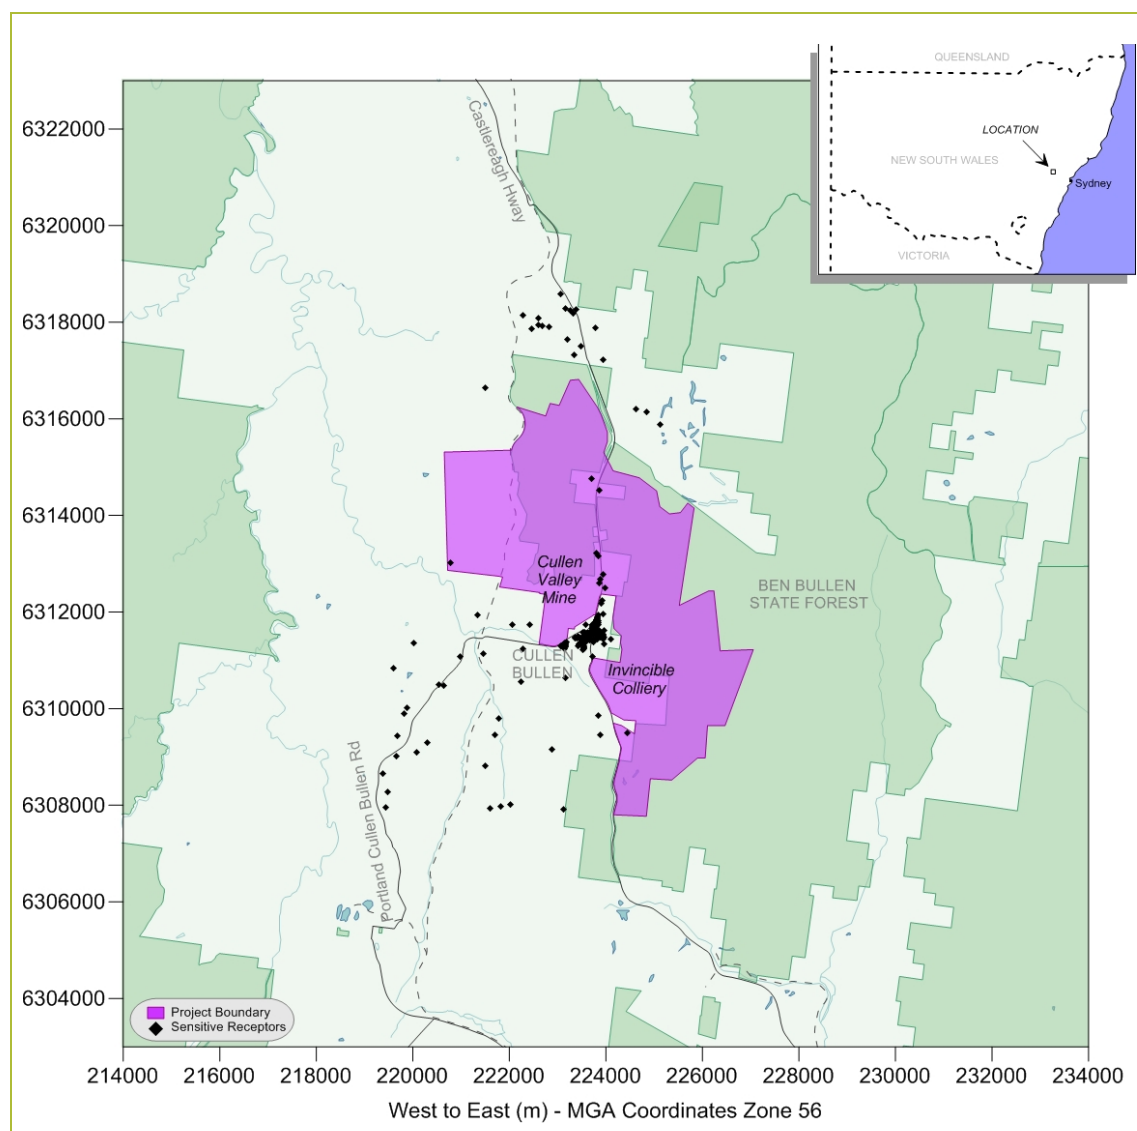 QUEENSLAND
LOCATION
NEW SOUTH WALES
Sydney
VICTORIA
6322000
6320000
6318000
6316000
6314000
6312000
6310000
6308000
6306000
6304000
Castlereagh Hwy
Cullen
Valley
Mine
BEN BULLEN
STATE FOREST
CULLEN
BULLEN
Invincible
Colliery
Portland Cullen Bullen Rd
Project Boundary
Sensitive Receptors
214000 216000 218000 220000 222000 224000 226000 228000 230000 232000 234000
West to East (m) - MGA Coordinates Zone 56